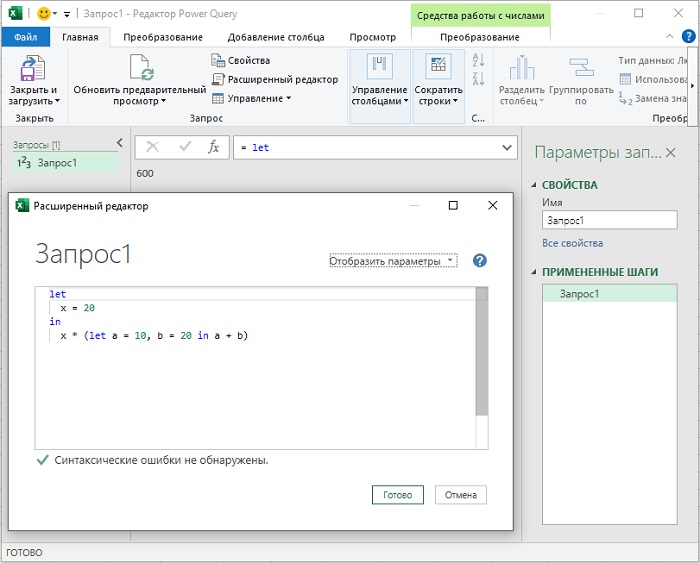 Запрос1 - Редактор Power Query
Средства работы с числами
Файл
Главная
Преобразование
Добавление столбца
Просмотр
Преобразование
Закрыть и
загрузить
Закрыть
Обновить предварительный
просмотр
Свойства
Расширенный редактор
Управление
Запрос
Управление
столбцами
Сократить
строки
С...
Разделить
столбец
Группировать
по
Тип данных: Лю
Использова
Замена зна
Преобр
Запросы [1]
1²3 Запрос1
fx
= let
600
Параметры зап...
СВОЙСТВА
Имя
Запрос1
Все свойства
ПРИМЕНЕННЫЕ ШАГИ
Запрос1
Расширенный редактор
Запрос1
Отобразить параметры
let
x = 20
in
x * (let a = 10, b = 20 in a + b)
Синтаксические ошибки не обнаружены.
Готово
Отмена
ГОТОВО